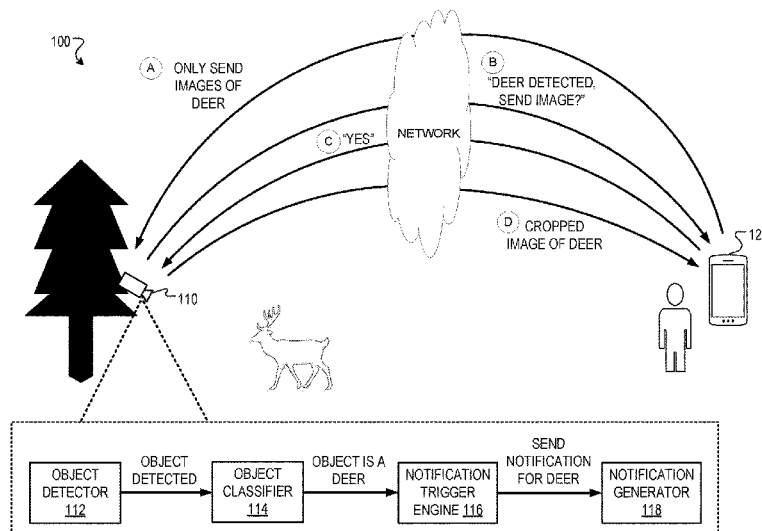 100
A
ONLY SEND
IMAGES OF
DEER
B
"DEER DETECTED,
SEND IMAGE?"
C "YES"
NETWORK
D CROPPED
IMAGE OF DEER
12
110
OBJECT
DETECTOR 112
OBJECT
DETECTED
OBJECT
CLASSIFIER 114
OBJECT IS A
DEER
NOTIFICATION
TRIGGER
ENGINE 116
SEND
NOTIFICATION
FOR DEER
NOTIFICATION
GENERATOR 118